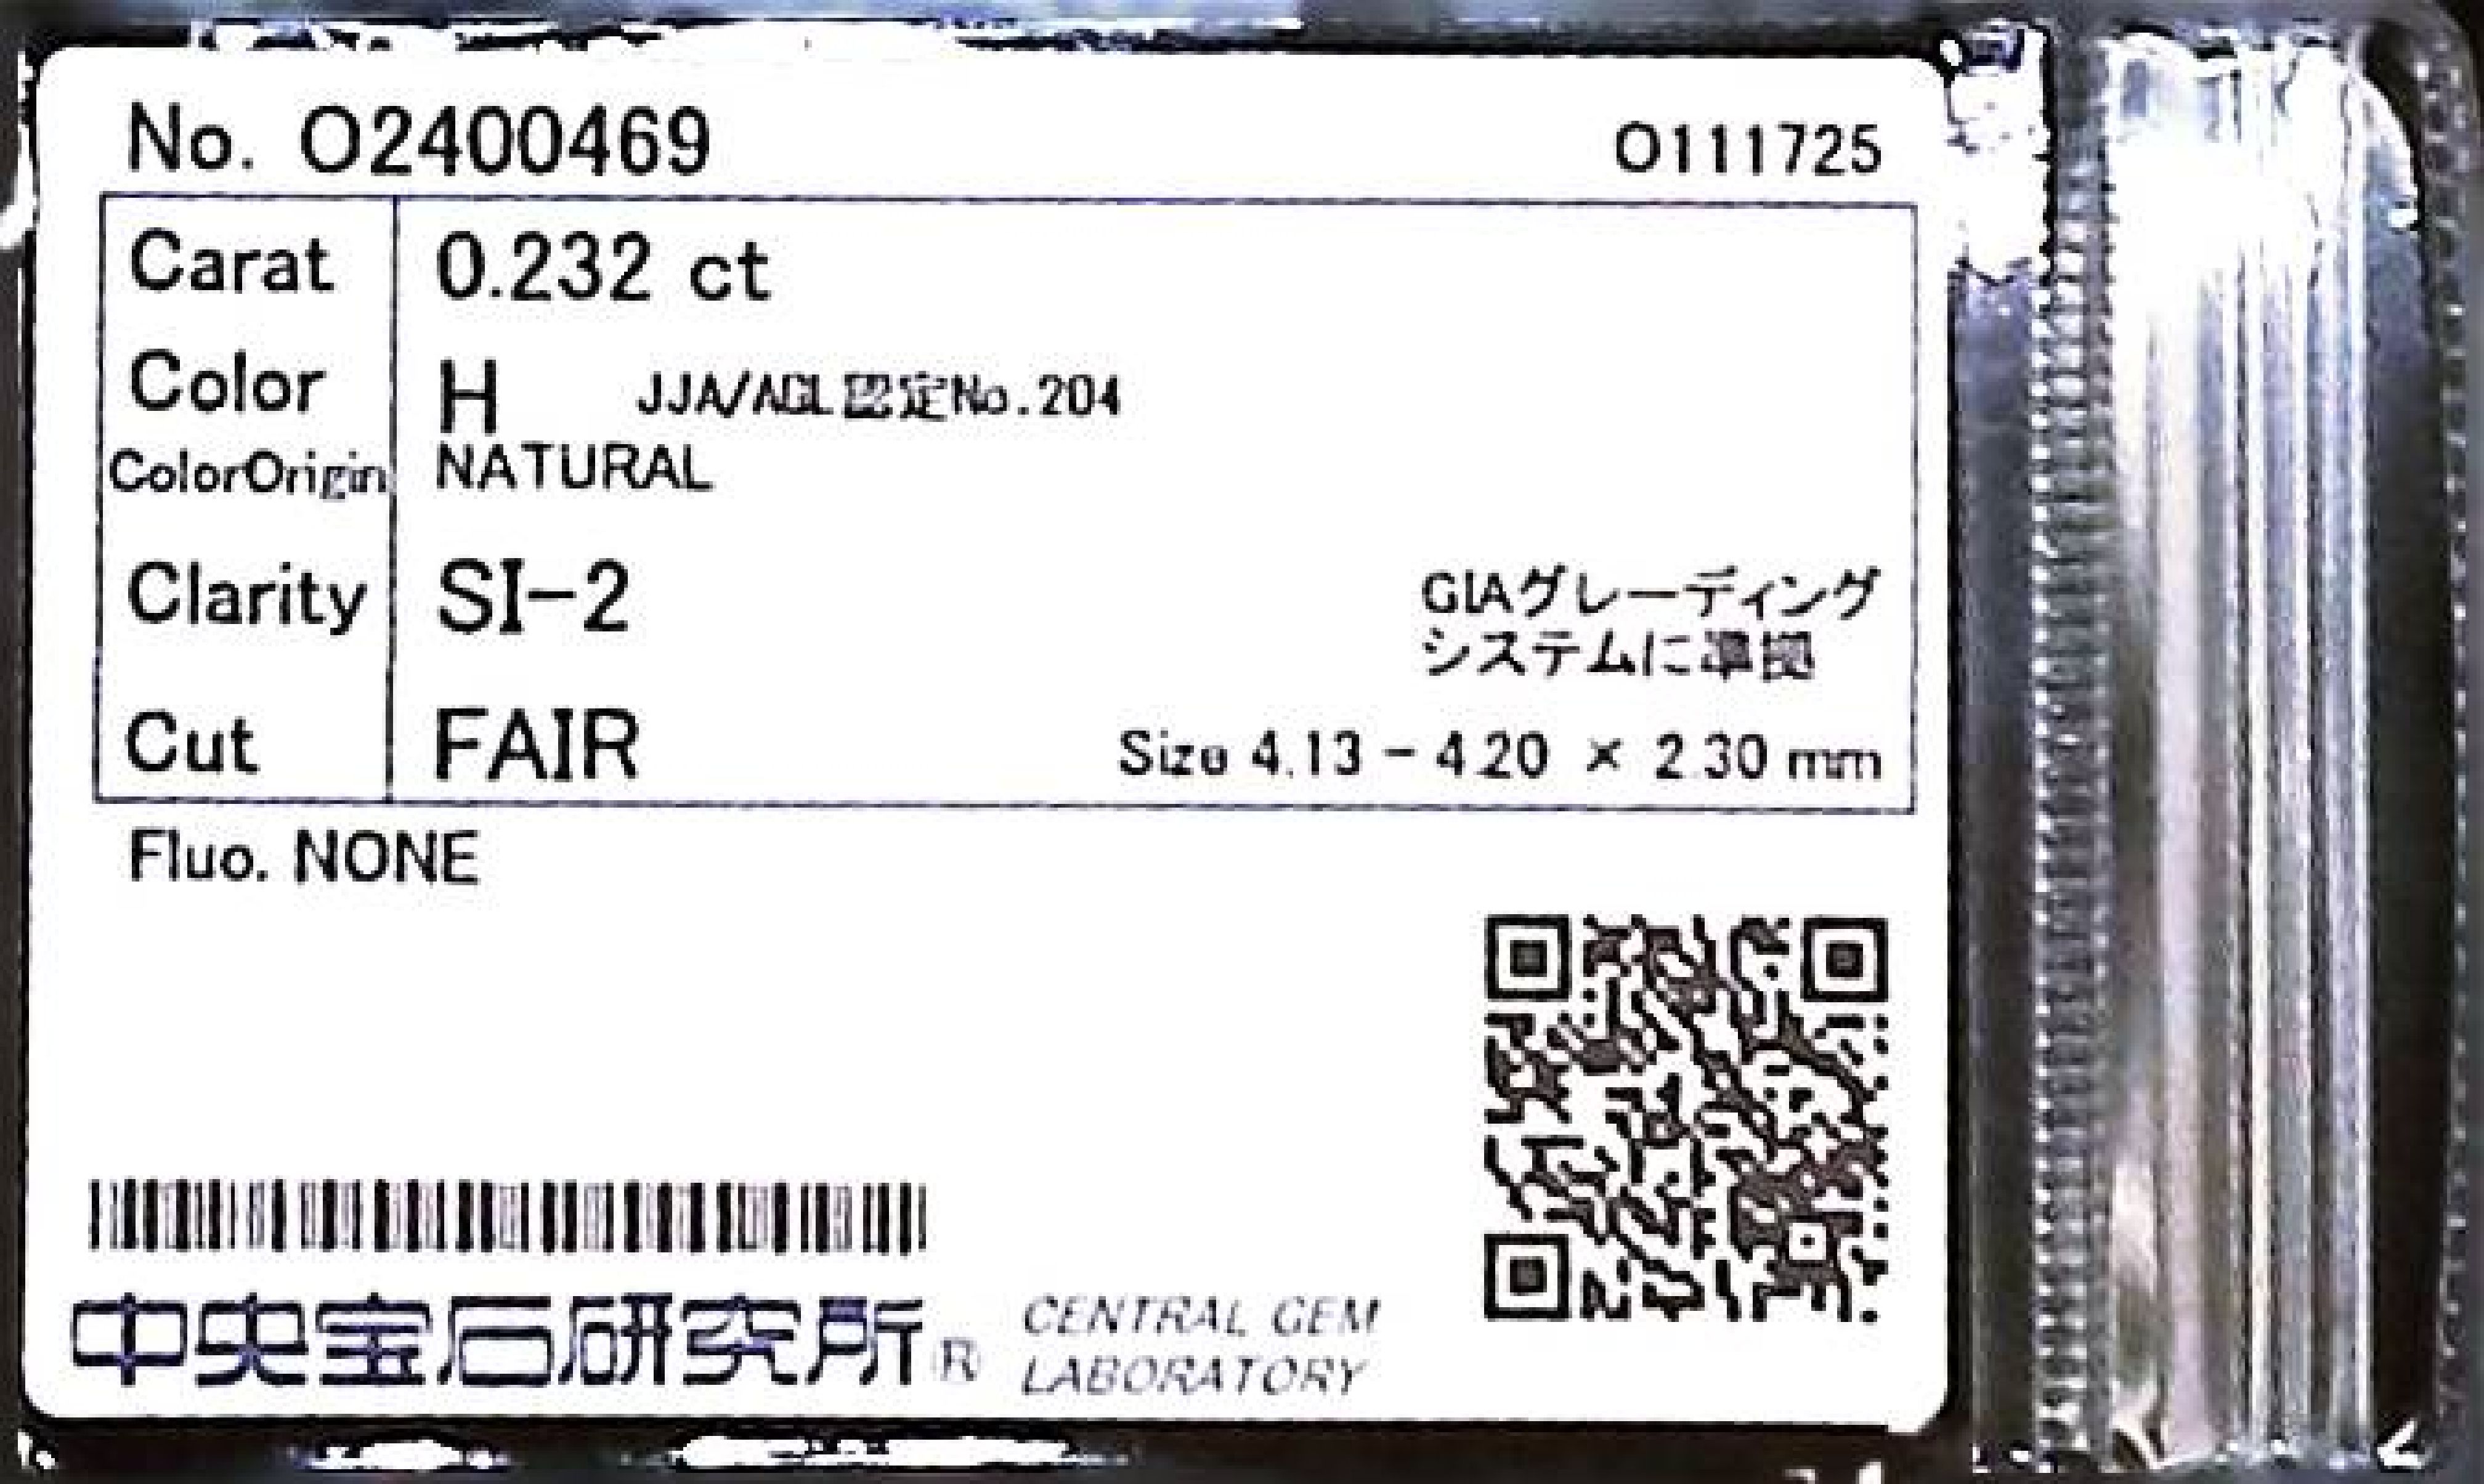 No. O2400469 O111725
Carat 0.232 ct
Color H JJA/AGL認定No.204
ColorOrigin NATURAL
Clarity SI-2
GIAグレーディング
システムに準拠
Cut FAIR Size 4.13 - 4.20 × 2.30 mm
Fluo. NONE
中央宝石研究所® CENTRAL GEM
LABORATORY